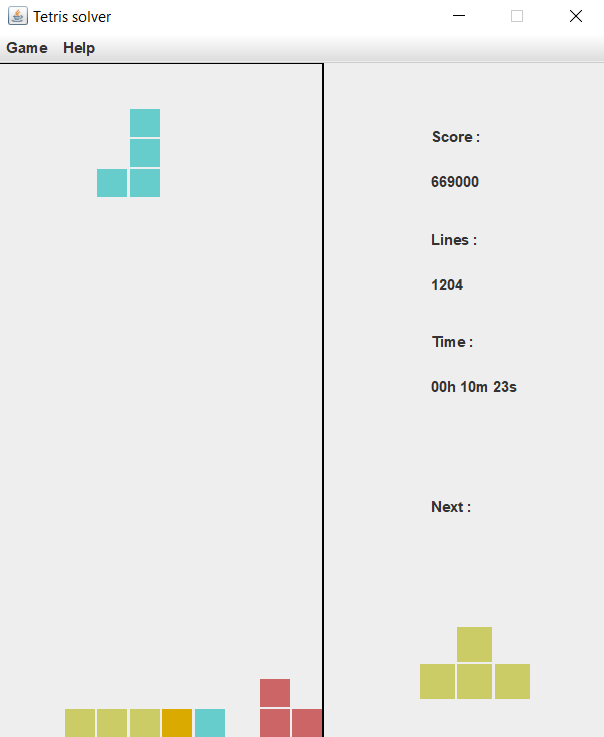 Tetris solver
Game Help
Score :
669000
Lines :
1204
Time :
00h 10m 23s
Next :